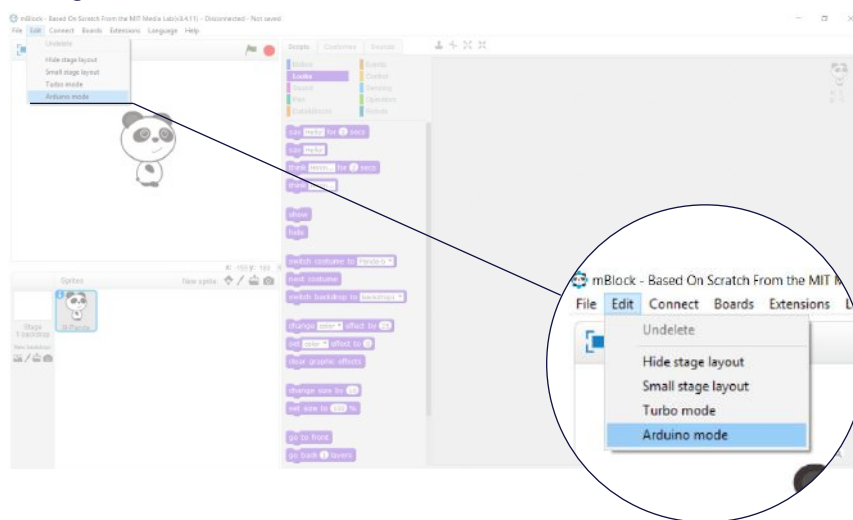 mBlock - Based On Scratch From the MIT Media Lab(v3.4.11) - Disconnected - Not saved
File Edit Connect Boards Extensions Language Help
Undelete
Hide stage layout
Small stage layout
Turbo mode
Arduino mode
Scripts Costumes Sounds
Motion Events
Looks Control
Sound Sensing
Pen Operators
Data&Blocks Robots
say Hello! for 2 secs
say Hello!
think Hmm... for 2 secs
think Hmm...
show
hide
switch costume to Panda-b
next costume
switch backdrop to backdrop1
change color effect by 25
set color effect to 0
clear graphic effects
change size by 10
set size to 100 %
go to front
go back 1 layers
Sprites New sprite:
Stage
1 backdrop
New backdrop:
M-Panda
mBlock - Based On Scratch From the MIT
File Edit Connect Boards Extensions
Undelete
Hide stage layout
Small stage layout
Turbo mode
Arduino mode